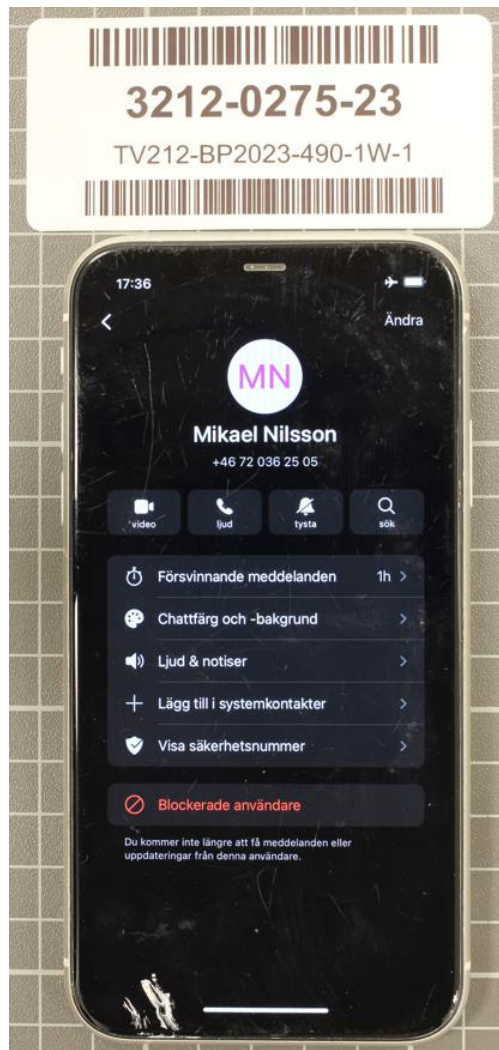 3212-0275-23
TV212-BP2023-490-1W-1
17:36
Ändra
MN
Mikael Nilsson
+46 72 036 25 05
video
ljud
tysta
sök
Försvinnande meddelanden 1h
Chattfärg och -bakgrund
Ljud & notiser
Lägg till i systemkontakter
Visa säkerhetsnummer
Blockerade användare
Du kommer inte längre att få meddelanden eller
uppdateringar från denna användare.